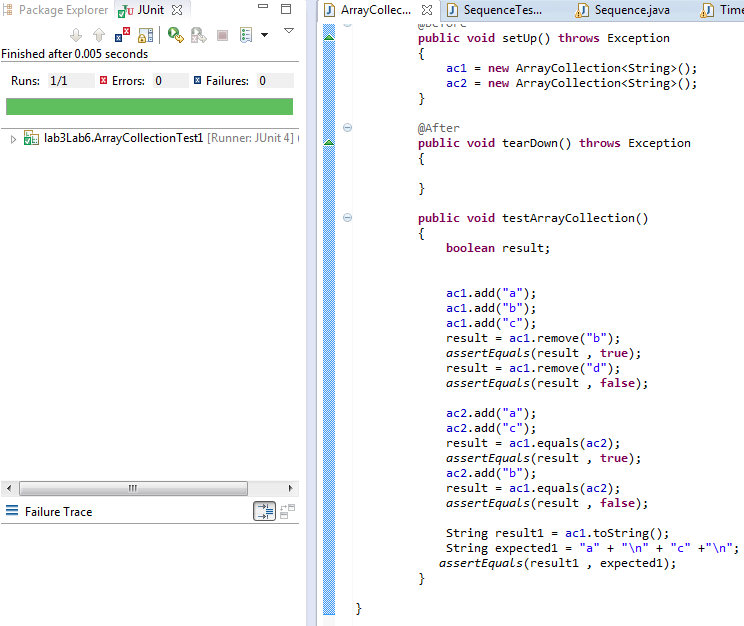 Package Explorer JUnit
Finished after 0.005 seconds
Runs: 1/1 Errors: 0 Failures: 0
lab3Lab6.ArrayCollectionTest1 [Runner: JUnit 4] (
Failure Trace
ArrayCollec... SequenceTes... Sequence.java Time
@Before
public void setUp() throws Exception
{
ac1 = new ArrayCollection<String>();
ac2 = new ArrayCollection<String>();
}
@After
public void tearDown() throws Exception
{
}
public void testArrayCollection()
{
boolean result;
ac1.add("a");
ac1.add("b");
ac1.add("c");
result = ac1.remove("b");
assertEquals(result , true);
result = ac1.remove("d");
assertEquals(result , false);
ac2.add("a");
ac2.add("c");
result = ac1.equals(ac2);
assertEquals(result , true);
ac2.add("b");
result = ac1.equals(ac2);
assertEquals(result , false);
String result1 = ac1.toString();
String expected1 = "a" + "\n" + "c" +"\n";
assertEquals(result1 , expected1);
}
}